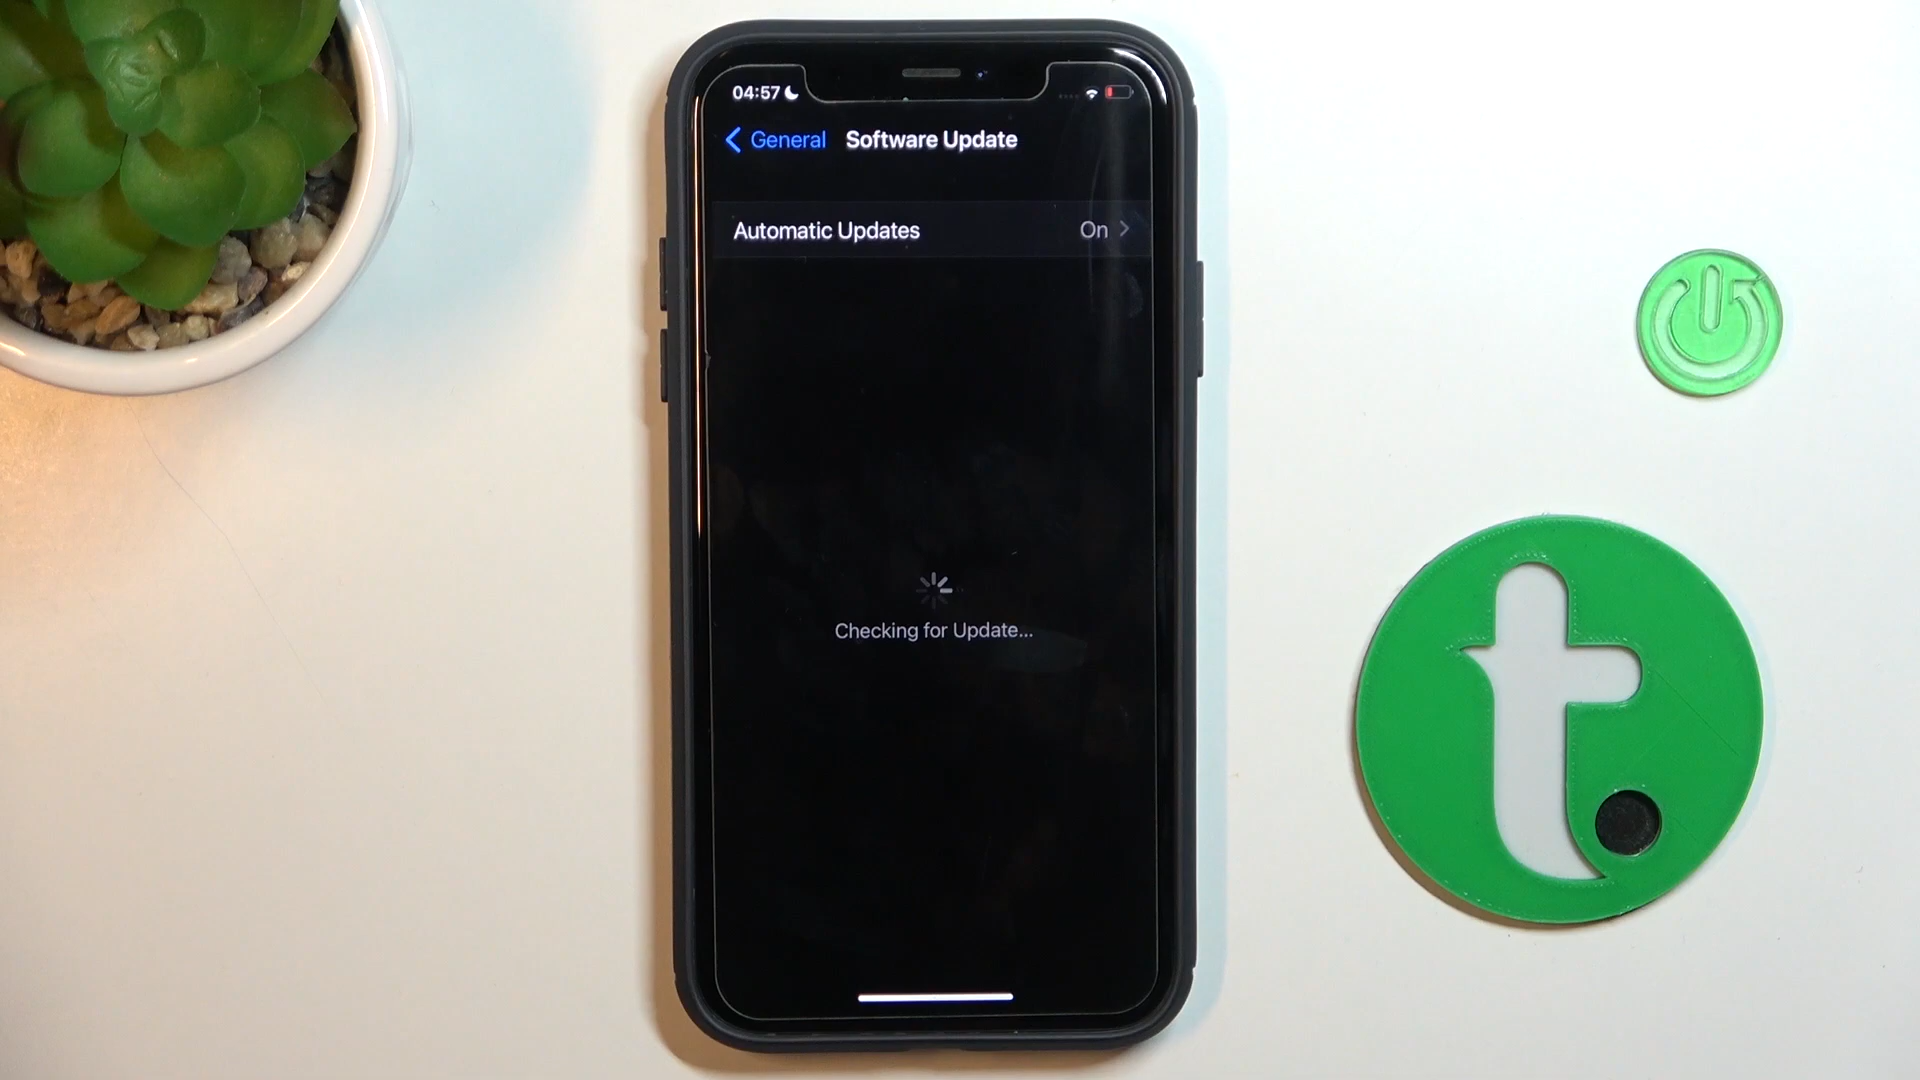 04:57
General Software Update
Automatic Updates On
Checking for Update...
t.